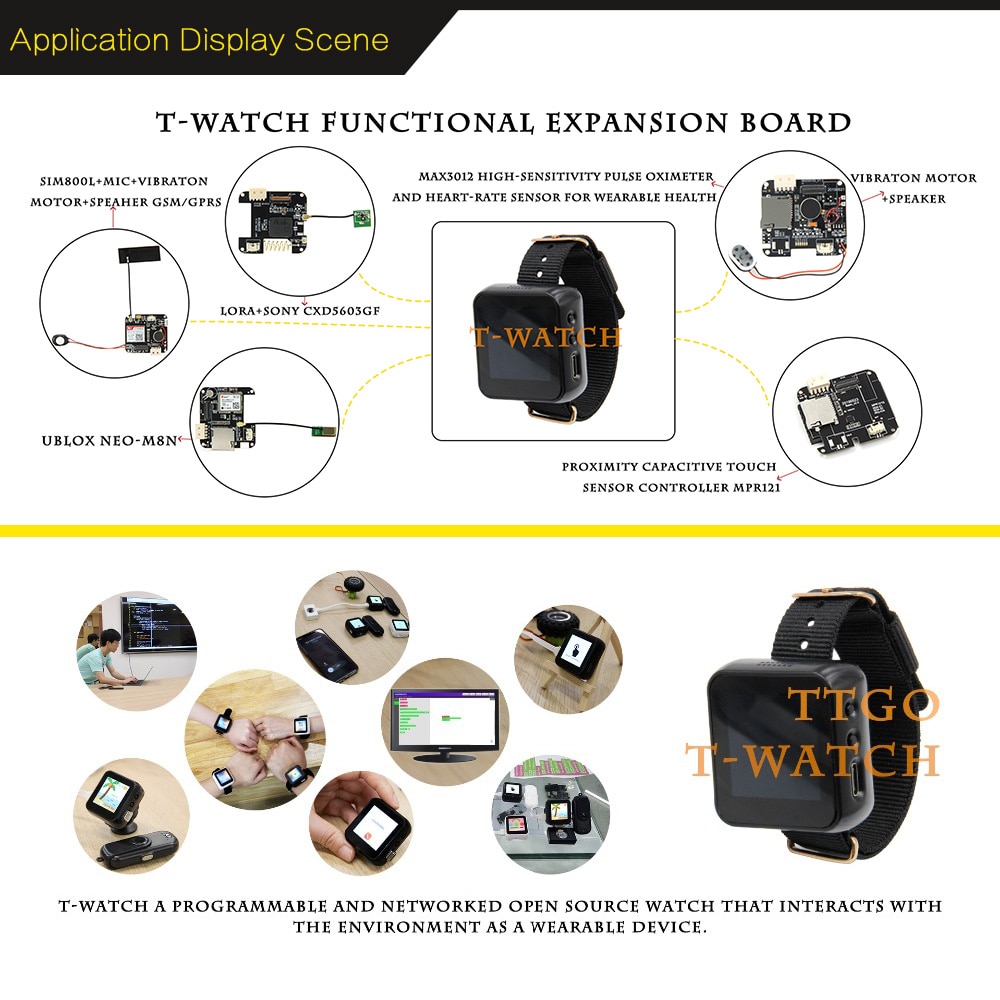 Application Display Scene
T-WATCH FUNCTIONAL EXPANSION BOARD
SIM800L+MIC+VIBRATON
MOTOR+SPEAHER GSM/GPRS
MAX3012 HIGH-SENSITIVITY PULSE OXIMETER
AND HEART-RATE SENSOR FOR WEARABLE HEALTH
VIBRATON MOTOR
+SPEAKER
LORA+SONY CXD5603GF
T-WATCH
UBLOX NEO-M8N
PROXIMITY CAPACITIVE TOUCH
SENSOR CONTROLLER MPR121
TTGO
T-WATCH
T-WATCH A PROGRAMMABLE AND NETWORKED OPEN SOURCE WATCH THAT INTERACTS WITH
THE ENVIRONMENT AS A WEARABLE DEVICE.